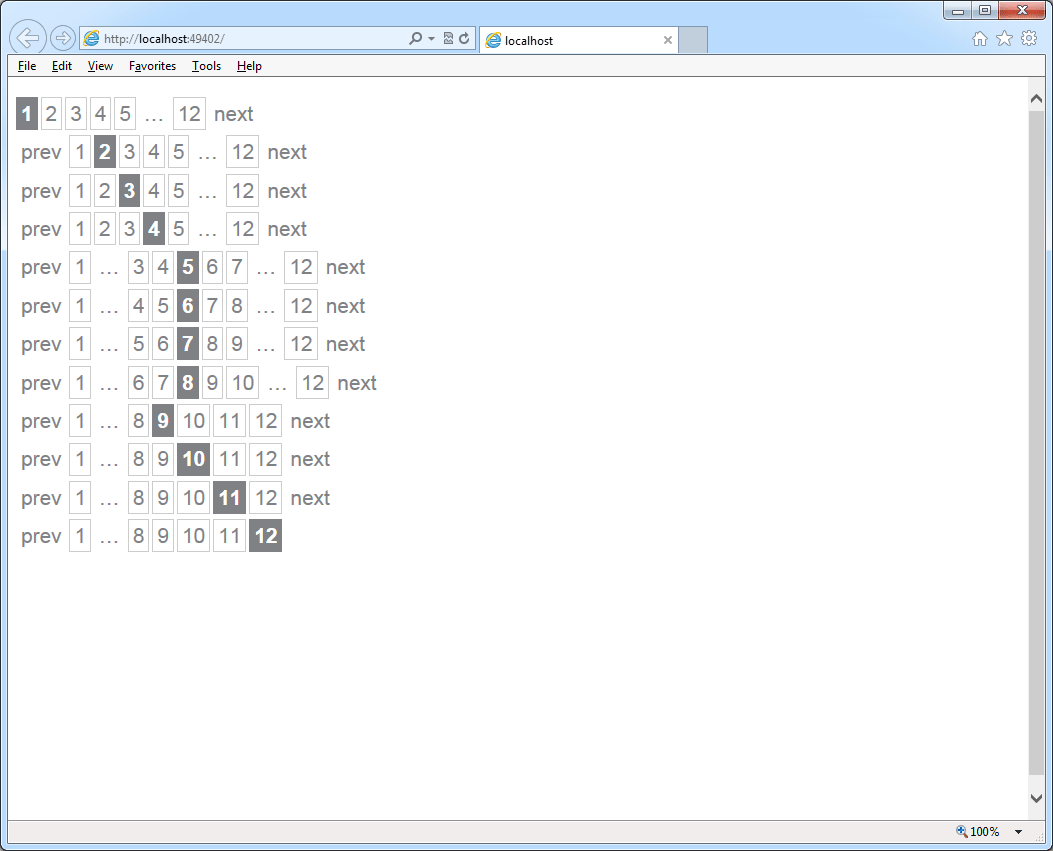 http://localhost:49402/
localhost
File Edit View Favorites Tools Help
1 2 3 4 5 … 12 next
prev 1 2 3 4 5 … 12 next
prev 1 2 3 4 5 … 12 next
prev 1 2 3 4 5 … 12 next
prev 1 … 3 4 5 6 7 … 12 next
prev 1 … 4 5 6 7 8 … 12 next
prev 1 … 5 6 7 8 9 … 12 next
prev 1 … 6 7 8 9 10 … 12 next
prev 1 … 8 9 10 11 12 next
prev 1 … 8 9 10 11 12 next
prev 1 … 8 9 10 11 12 next
prev 1 … 8 9 10 11 12
100%